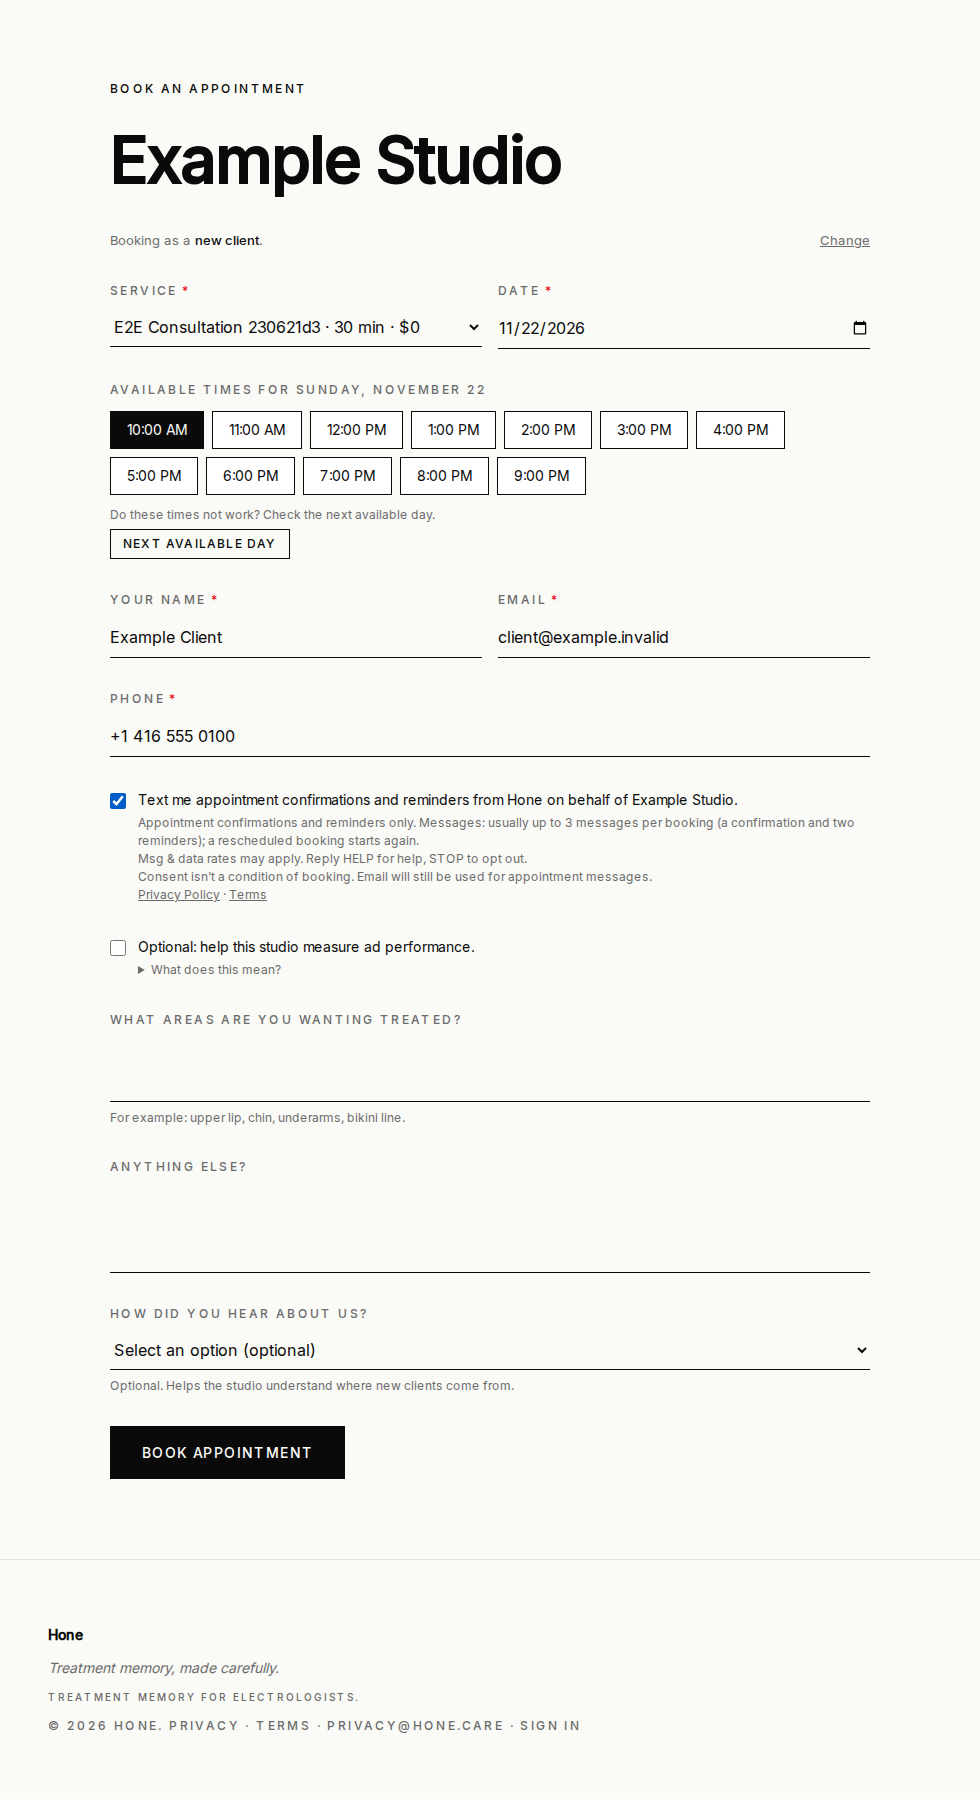 BOOK AN APPOINTMENT
Example Studio
Booking as a new client. Change
SERVICE * DATE *
E2E Consultation 230621d3 · 30 min · $0 11/22/2026
AVAILABLE TIMES FOR SUNDAY, NOVEMBER 22
10:00 AM 11:00 AM 12:00 PM 1:00 PM 2:00 PM 3:00 PM 4:00 PM
5:00 PM 6:00 PM 7:00 PM 8:00 PM 9:00 PM
Do these times not work? Check the next available day.
NEXT AVAILABLE DAY
YOUR NAME * EMAIL *
Example Client client@example.invalid
PHONE *
+1 416 555 0100
Text me appointment confirmations and reminders from Hone on behalf of Example Studio.
Appointment confirmations and reminders only. Messages: usually up to 3 messages per booking (a confirmation and two
reminders); a rescheduled booking starts again.
Msg & data rates may apply. Reply HELP for help, STOP to opt out.
Consent isn't a condition of booking. Email will still be used for appointment messages.
Privacy Policy · Terms
Optional: help this studio measure ad performance.
What does this mean?
WHAT AREAS ARE YOU WANTING TREATED?
For example: upper lip, chin, underarms, bikini line.
ANYTHING ELSE?
HOW DID YOU HEAR ABOUT US?
Select an option (optional)
Optional. Helps the studio understand where new clients come from.
BOOK APPOINTMENT
Hone
Treatment memory, made carefully.
TREATMENT MEMORY FOR ELECTROLOGISTS.
© 2026 HONE. PRIVACY · TERMS · PRIVACY@HONE.CARE · SIGN IN